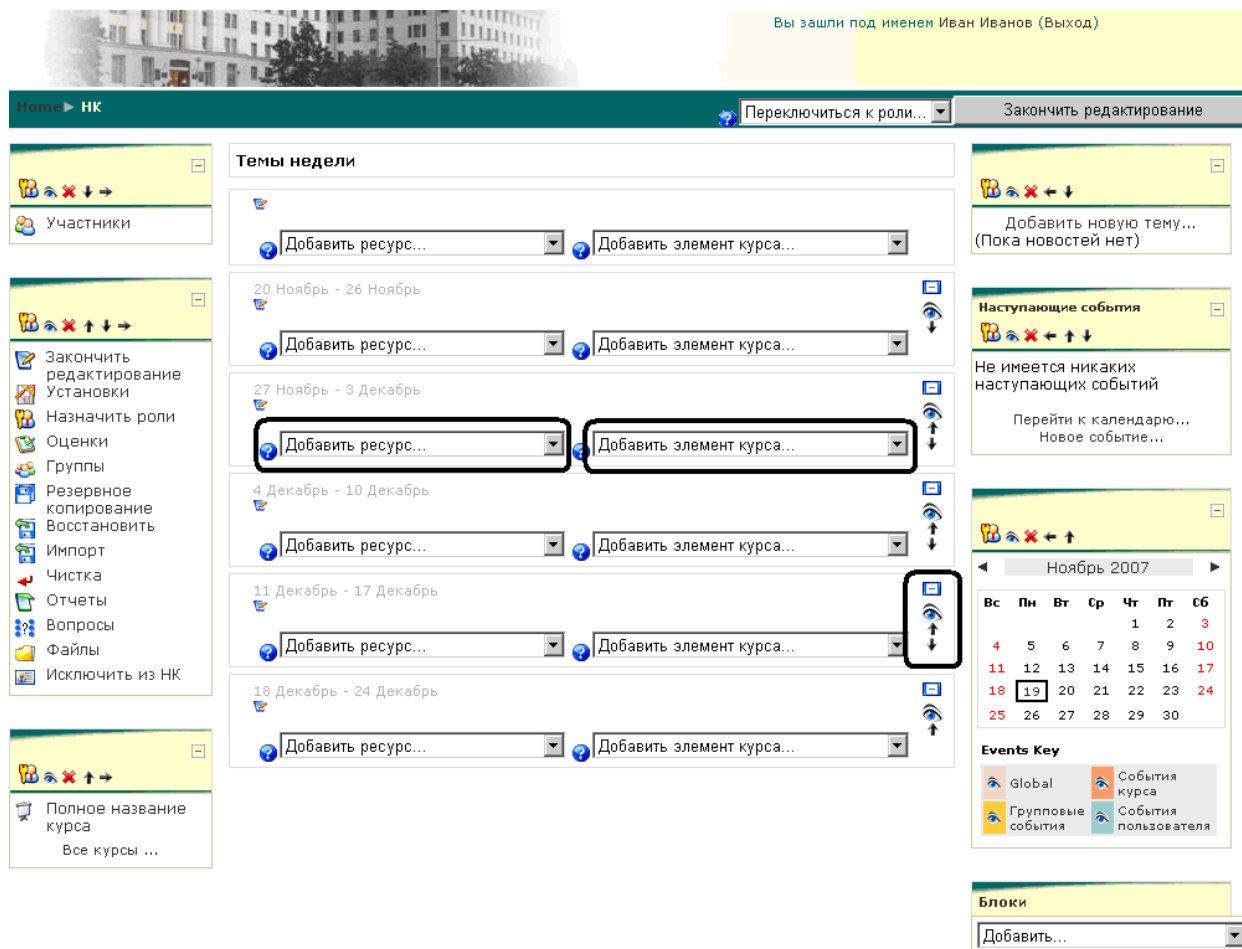 Вы зашли под именем Иван Иванов (Выход)
Home► НК
Переключиться к роли...
Закончить редактирование
Участники
Закончить
редактирование
Установки
Назначить роли
Оценки
Группы
Резервное
копирование
Восстановить
Импорт
Чистка
Отчеты
Вопросы
Файлы
Исключить из НК
Полное название
курса
Все курсы ...
Темы недели
Добавить ресурс... Добавить элемент курса...
20 Ноябрь - 26 Ноябрь
Добавить ресурс... Добавить элемент курса...
27 Ноябрь - 3 Декабрь
Добавить ресурс... Добавить элемент курса...
4 Декабрь - 10 Декабрь
Добавить ресурс... Добавить элемент курса...
11 Декабрь - 17 Декабрь
Добавить ресурс... Добавить элемент курса...
18 Декабрь - 24 Декабрь
Добавить ресурс... Добавить элемент курса...
Добавить новую тему...
(Пока новостей нет)
Наступающие события
Не имеется никаких
наступающих событий
Перейти к календарю...
Новое событие...
Ноябрь 2007
Вс Пн Вт Ср Чт Пт Сб
1 2 3
4 5 6 7 8 9 10
11 12 13 14 15 16 17
18 19 20 21 22 23 24
25 26 27 28 29 30
Events Key
Global
События
курса
Групповые
события
События
пользователя
Блоки
Добавить...